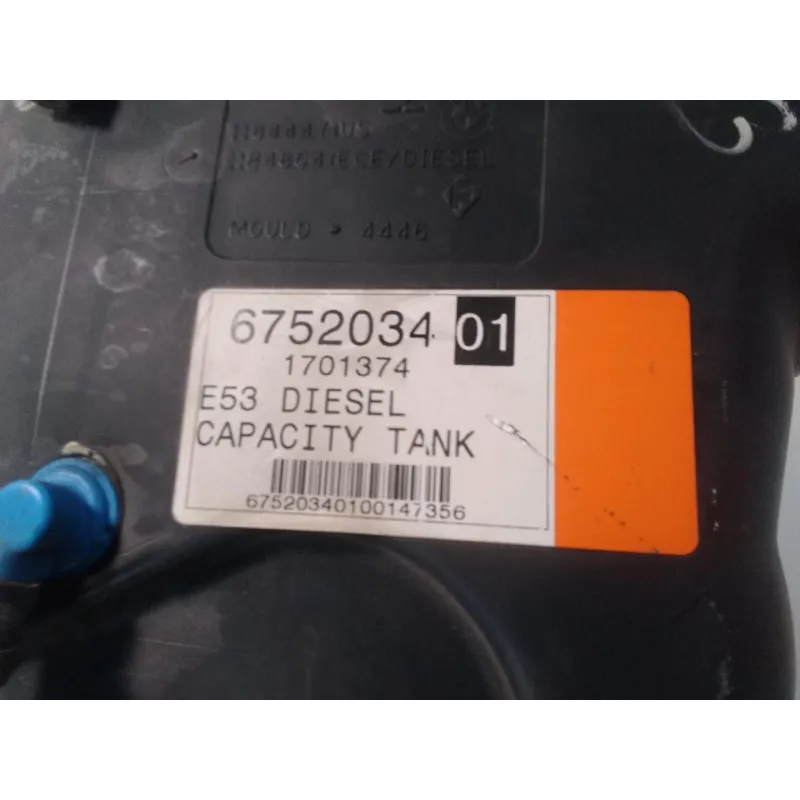 MOULD > 4446
6752034 01
1701374
E53 DIESEL
CAPACITY TANK
67520340100147356